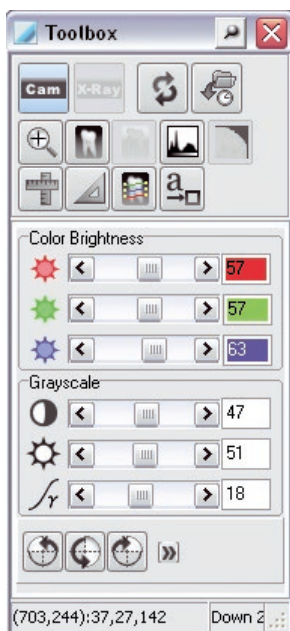 Toolbox
Cam X-Ray
a
Color Brightness
57
57
63
Grayscale
47
51
γ 18
(703,244):37,27,142 Down 2